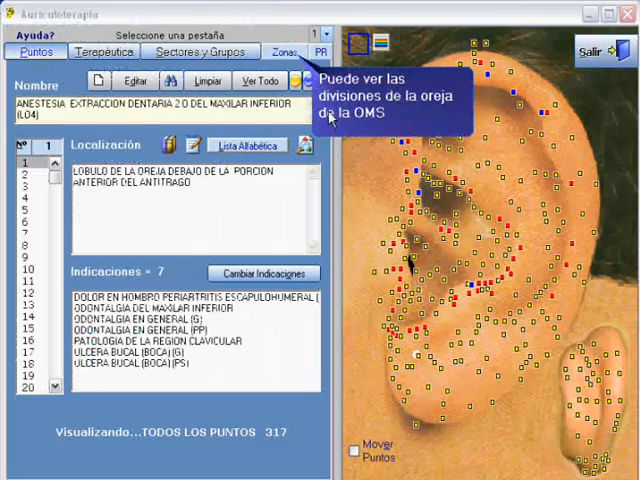 Auriculoterapia
Ayuda?
Seleccione una pestaña.
1
Puntos
Terapéutica
Sectores y Grupos
Zonas
PR
Salir
Editar
Limpiar
Ver Todo
Puede ver las
divisiones de la oreja
de la OMS
Nombre
ANESTESIA EXTRACCION DENTARIA 2 O DEL MAXILAR INFERIOR
(LO4)
Nº 1
Localización
Lista Alfabética
LOBULO DE LA OREJA DEBAJO DE LA PORCION
ANTERIOR DEL ANTITRAGO
1
2
3
4
5
6
7
8
9
10
11
12
13
14
15
16
17
18
19
20
Indicaciones = 7
Cambiar Indicaciones
DOLOR EN HOMBRO PERIARTRITIS ESCAPULOHUMERAL (
ODONTALGIA DEL MAXILAR INFERIOR
ODONTALGIA EN GENERAL (G)
ODONTALGIA EN GENERAL (PP)
PATOLOGIA DE LA REGION CLAVICULAR
ULCERA BUCAL (BOCA) (G)
ULCERA BUCAL (BOCA) (PS)
Visualizando...TODOS LOS PUNTOS 317
Mover
Puntos